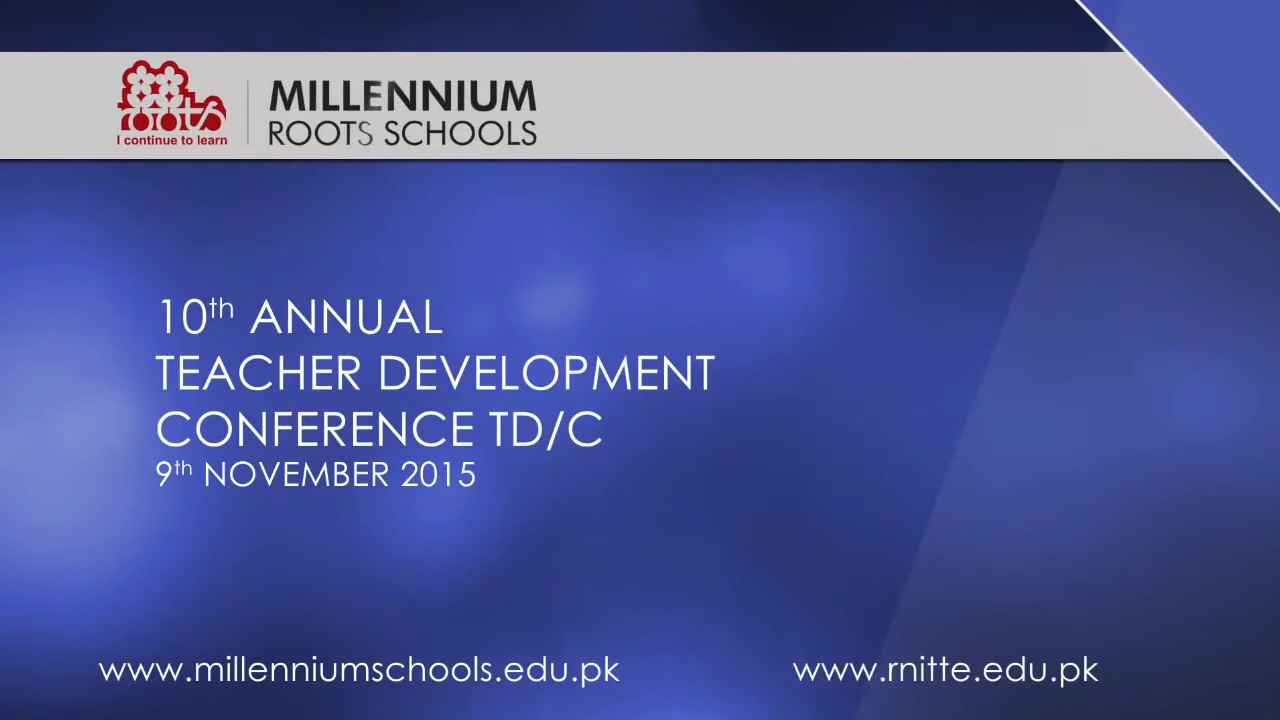 roots
I continue to learn
MILLENNIUM
ROOTS SCHOOLS
10th ANNUAL
TEACHER DEVELOPMENT
CONFERENCE TD/C
9th NOVEMBER 2015
www.millenniumschools.edu.pk
www.rnitte.edu.pk